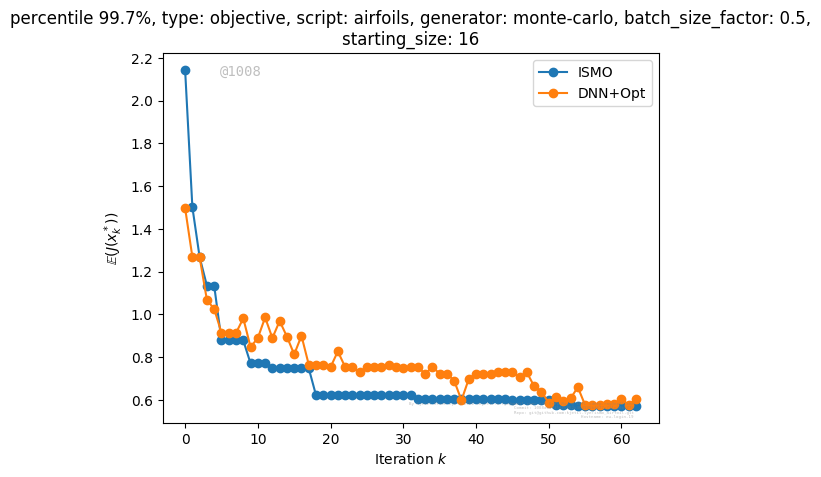 percentile 99.7%, type: objective, script: airfoils, generator: monte-carlo, batch_size_factor: 0.5,
starting_size: 16
@1008
ISMO
DNN+Opt
2.2
2.0
1.8
1.6
1.4
1.2
1.0
0.8
0.6
𝔼(J(x_k^*))
0
10
20
30
40
50
60
Iteration k